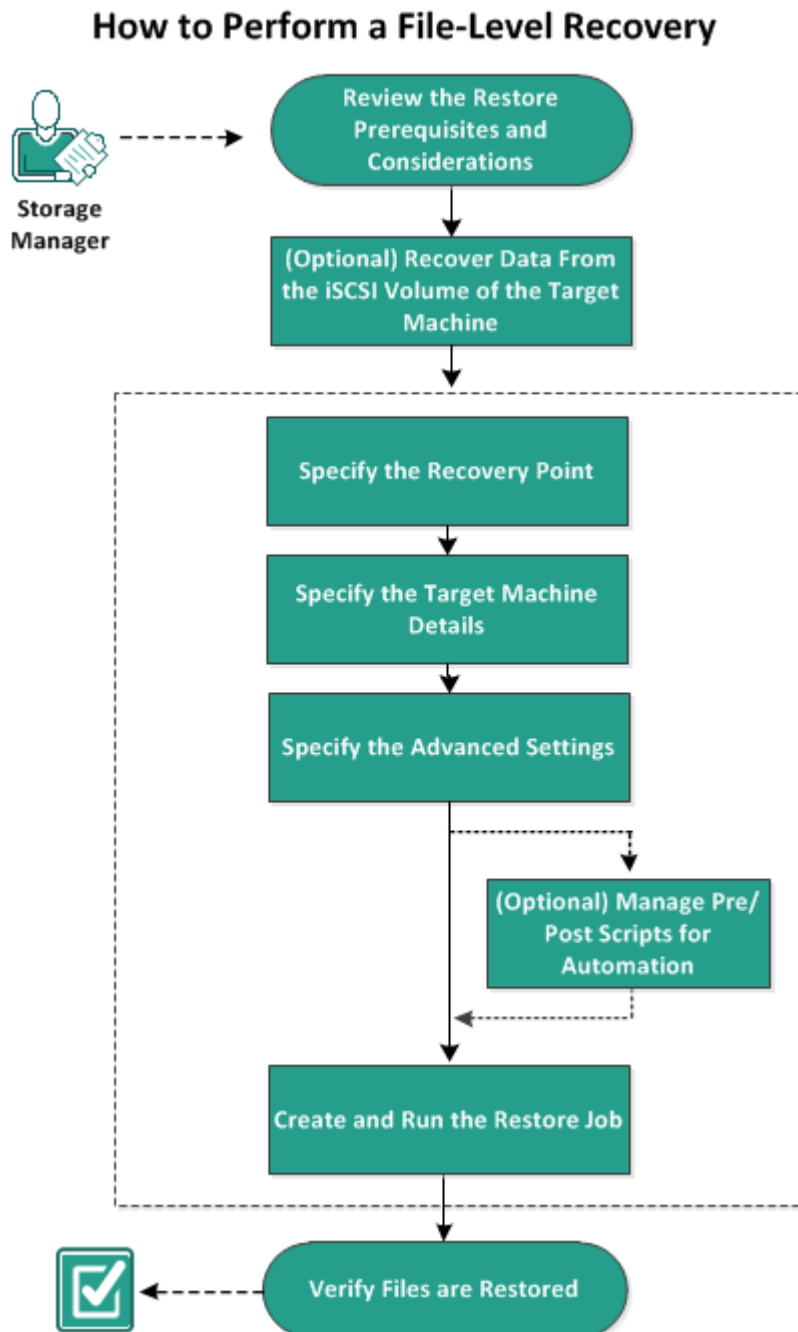 How to Perform a File-Level Recovery
Review the Restore
Prerequisites and
Considerations
Storage
Manager
(Optional) Recover Data From
the iSCSI Volume of the Target
Machine
Specify the Recovery Point
Specify the Target Machine
Details
Specify the Advanced Settings
(Optional) Manage Pre/
Post Scripts for
Automation
Create and Run the Restore Job
Verify Files are Restored